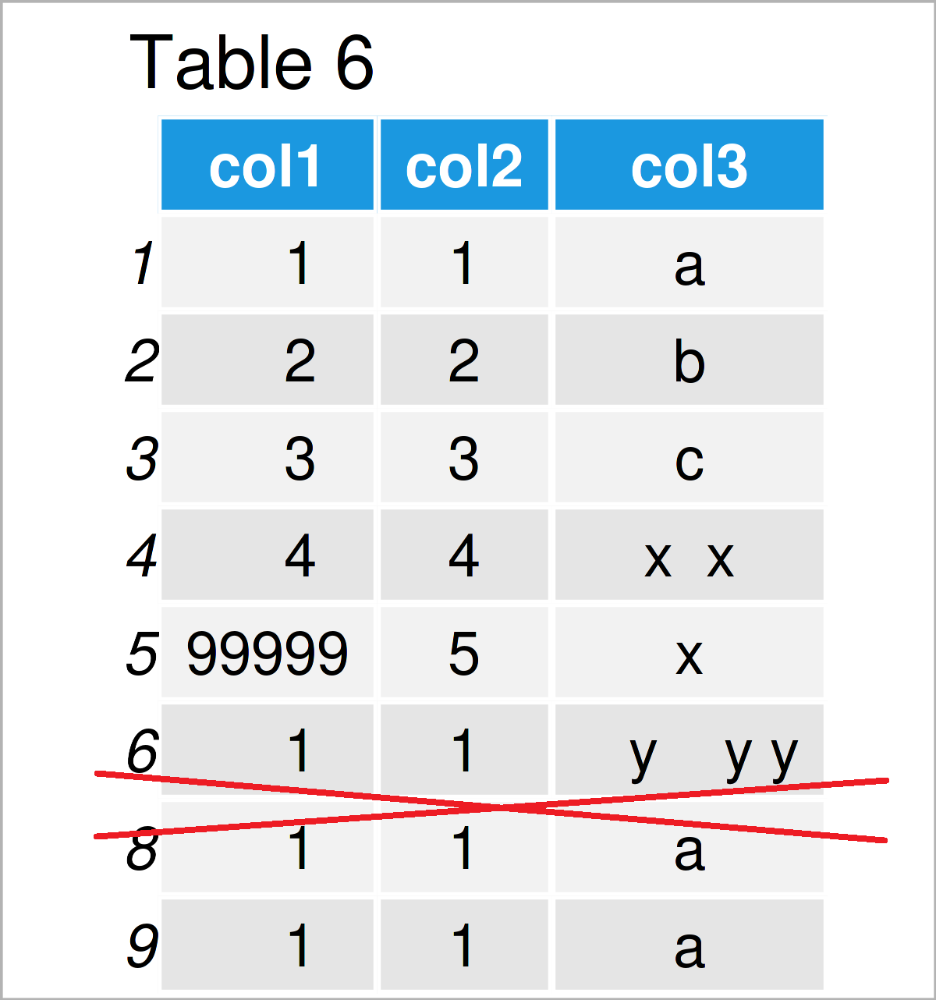 Table 6
col1 col2 col3
1 1 1 a
2 2 2 b
3 3 3 c
4 4 4 x  x
5 99999 5 x
6 1 1 y   y y
8 1 1 a
9 1 1 a